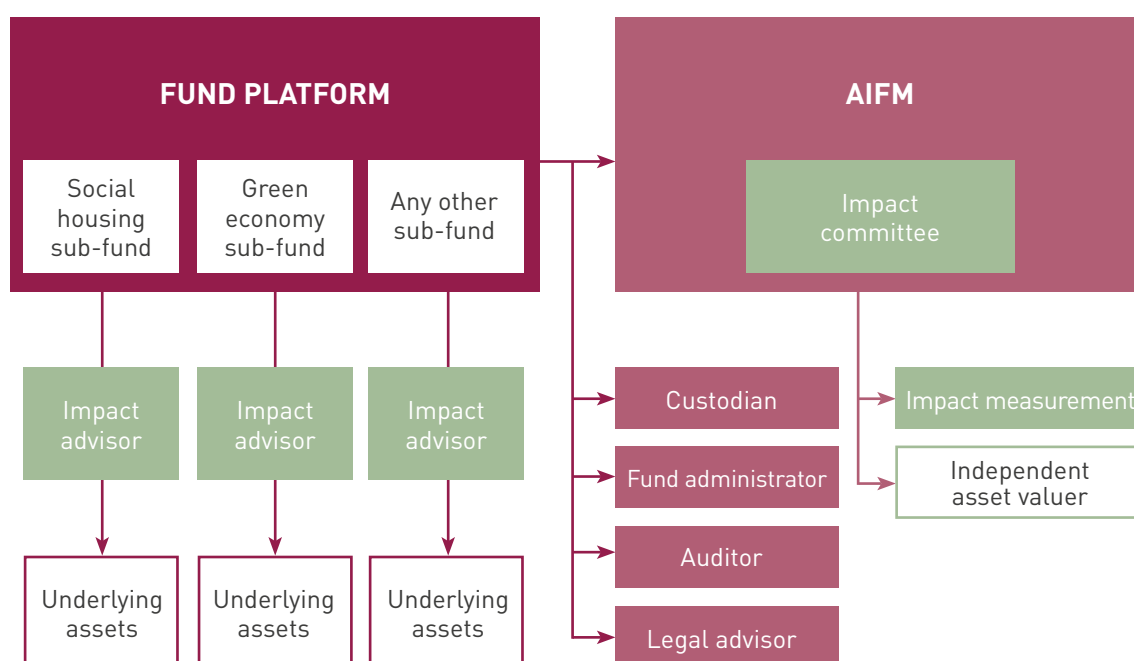 FUND PLATFORM
Social
housing
sub-fund
Green
economy
sub-fund
Any other
sub-fund
AIFM
Impact
committee
Impact
advisor
Impact
advisor
Impact
advisor
Underlying
assets
Underlying
assets
Underlying
assets
Custodian
Fund administrator
Auditor
Legal advisor
Impact measurement
Independent
asset valuer